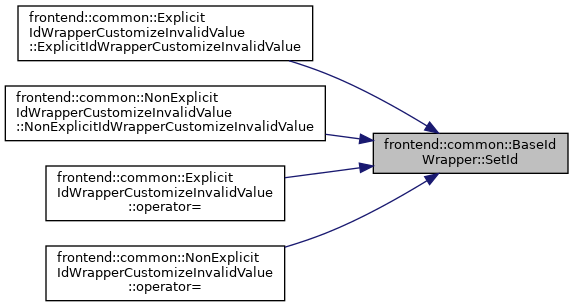 frontend::common::Explicit
IdWrapperCustomizeInvalidValue
::ExplicitIdWrapperCustomizeInvalidValue
frontend::common::NonExplicit
IdWrapperCustomizeInvalidValue
::NonExplicitIdWrapperCustomizeInvalidValue
frontend::common::BaseId
Wrapper::SetId
frontend::common::Explicit
IdWrapperCustomizeInvalidValue
::operator=
frontend::common::NonExplicit
IdWrapperCustomizeInvalidValue
::operator=